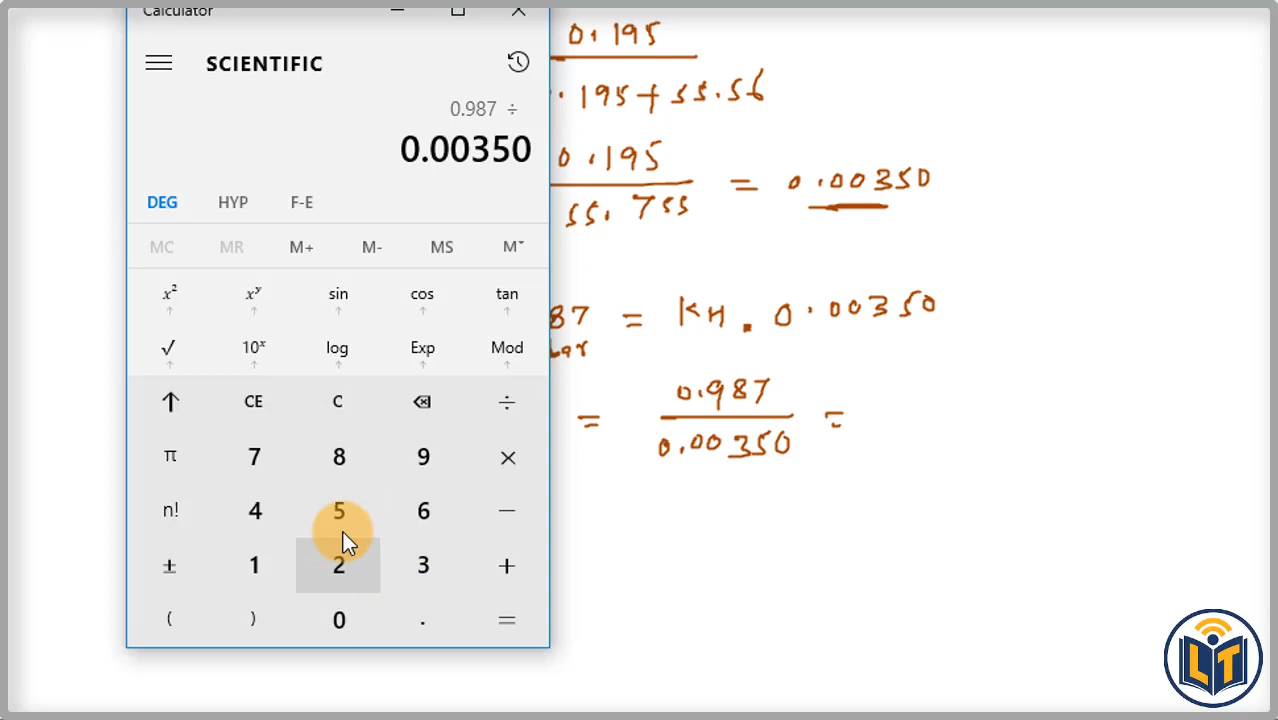 Calculator
SCIENTIFIC
0.987 ÷
0.00350
DEG HYP F-E
MC MR M+ M- MS M˅
x² xʸ sin cos tan
√ 10ˣ log Exp Mod
↑ CE C ⌫ ÷
π 7 8 9 ×
n! 4 5 6 −
± 1 2 3 +
( ) 0 . =
0.195
.195 + 55.56
0.195
55.755
= 0.00350
87 = KH . 0.00350
= 0.987
0.00350
=
LT